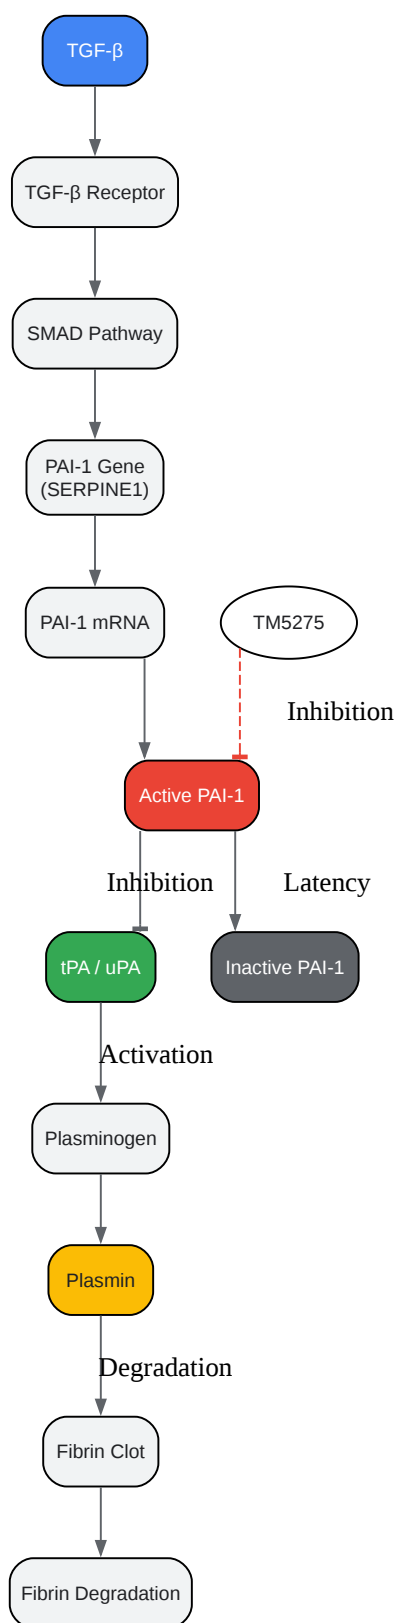 TGF-β
TGF-β Receptor
SMAD Pathway
PAI-1 Gene
(SERPINE1)
PAI-1 mRNA
TM5275
Inhibition
Active PAI-1
Inhibition
Latency
tPA / uPA
Inactive PAI-1
Activation
Plasminogen
Plasmin
Degradation
Fibrin Clot
Fibrin Degradation